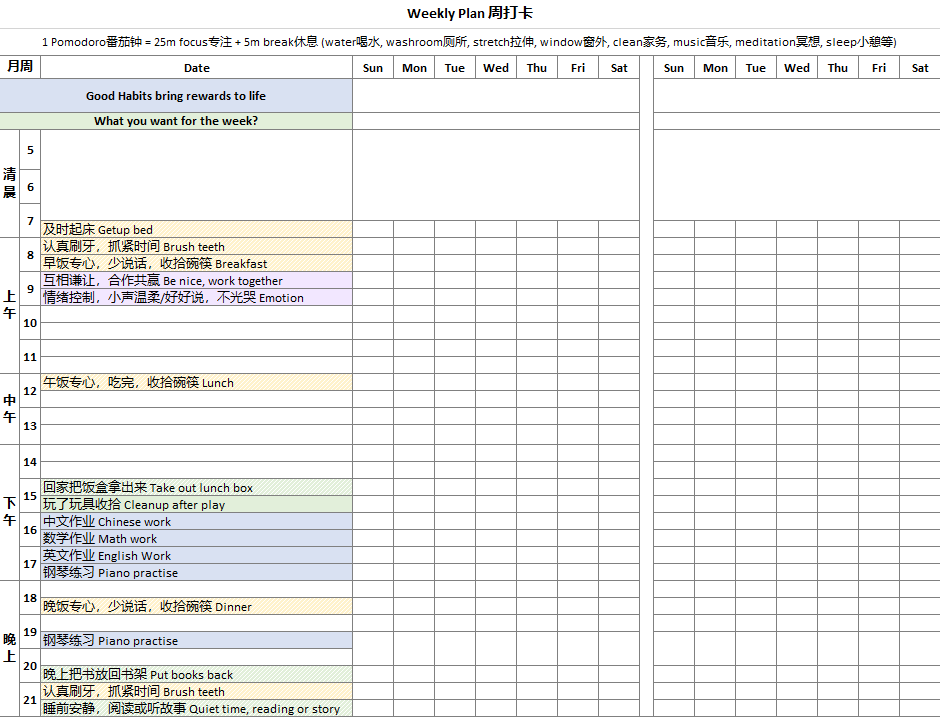 Weekly Plan 周打卡
1 Pomodoro番茄钟 = 25m focus专注 + 5m break休息 (water喝水, washroom厕所, stretch拉伸, window窗外, clean家务, music音乐, meditation冥想, sleep小憩等)
月周 Date Sun Mon Tue Wed Thu Fri Sat Sun Mon Tue Wed Thu Fri Sat
Good Habits bring rewards to life
What you want for the week?
清晨
5
6
7
及时起床 Getup bed
上午
8
认真刷牙，抓紧时间 Brush teeth
早饭专心，少说话，收拾碗筷 Breakfast
9
互相谦让，合作共赢 Be nice, work together
情绪控制，小声温柔/好好说，不光哭 Emotion
10
11
中午
12
午饭专心，吃完，收拾碗筷 Lunch
13
下午
14
15
回家把饭盒拿出来 Take out lunch box
玩了玩具收拾 Cleanup after play
16
中文作业 Chinese work
数学作业 Math work
17
英文作业 English Work
钢琴练习 Piano practise
晚上
18
晚饭专心，少说话，收拾碗筷 Dinner
19
钢琴练习 Piano practise
20
晚上把书放回书架 Put books back
21
认真刷牙，抓紧时间 Brush teeth
睡前安静，阅读或听故事 Quiet time, reading or story